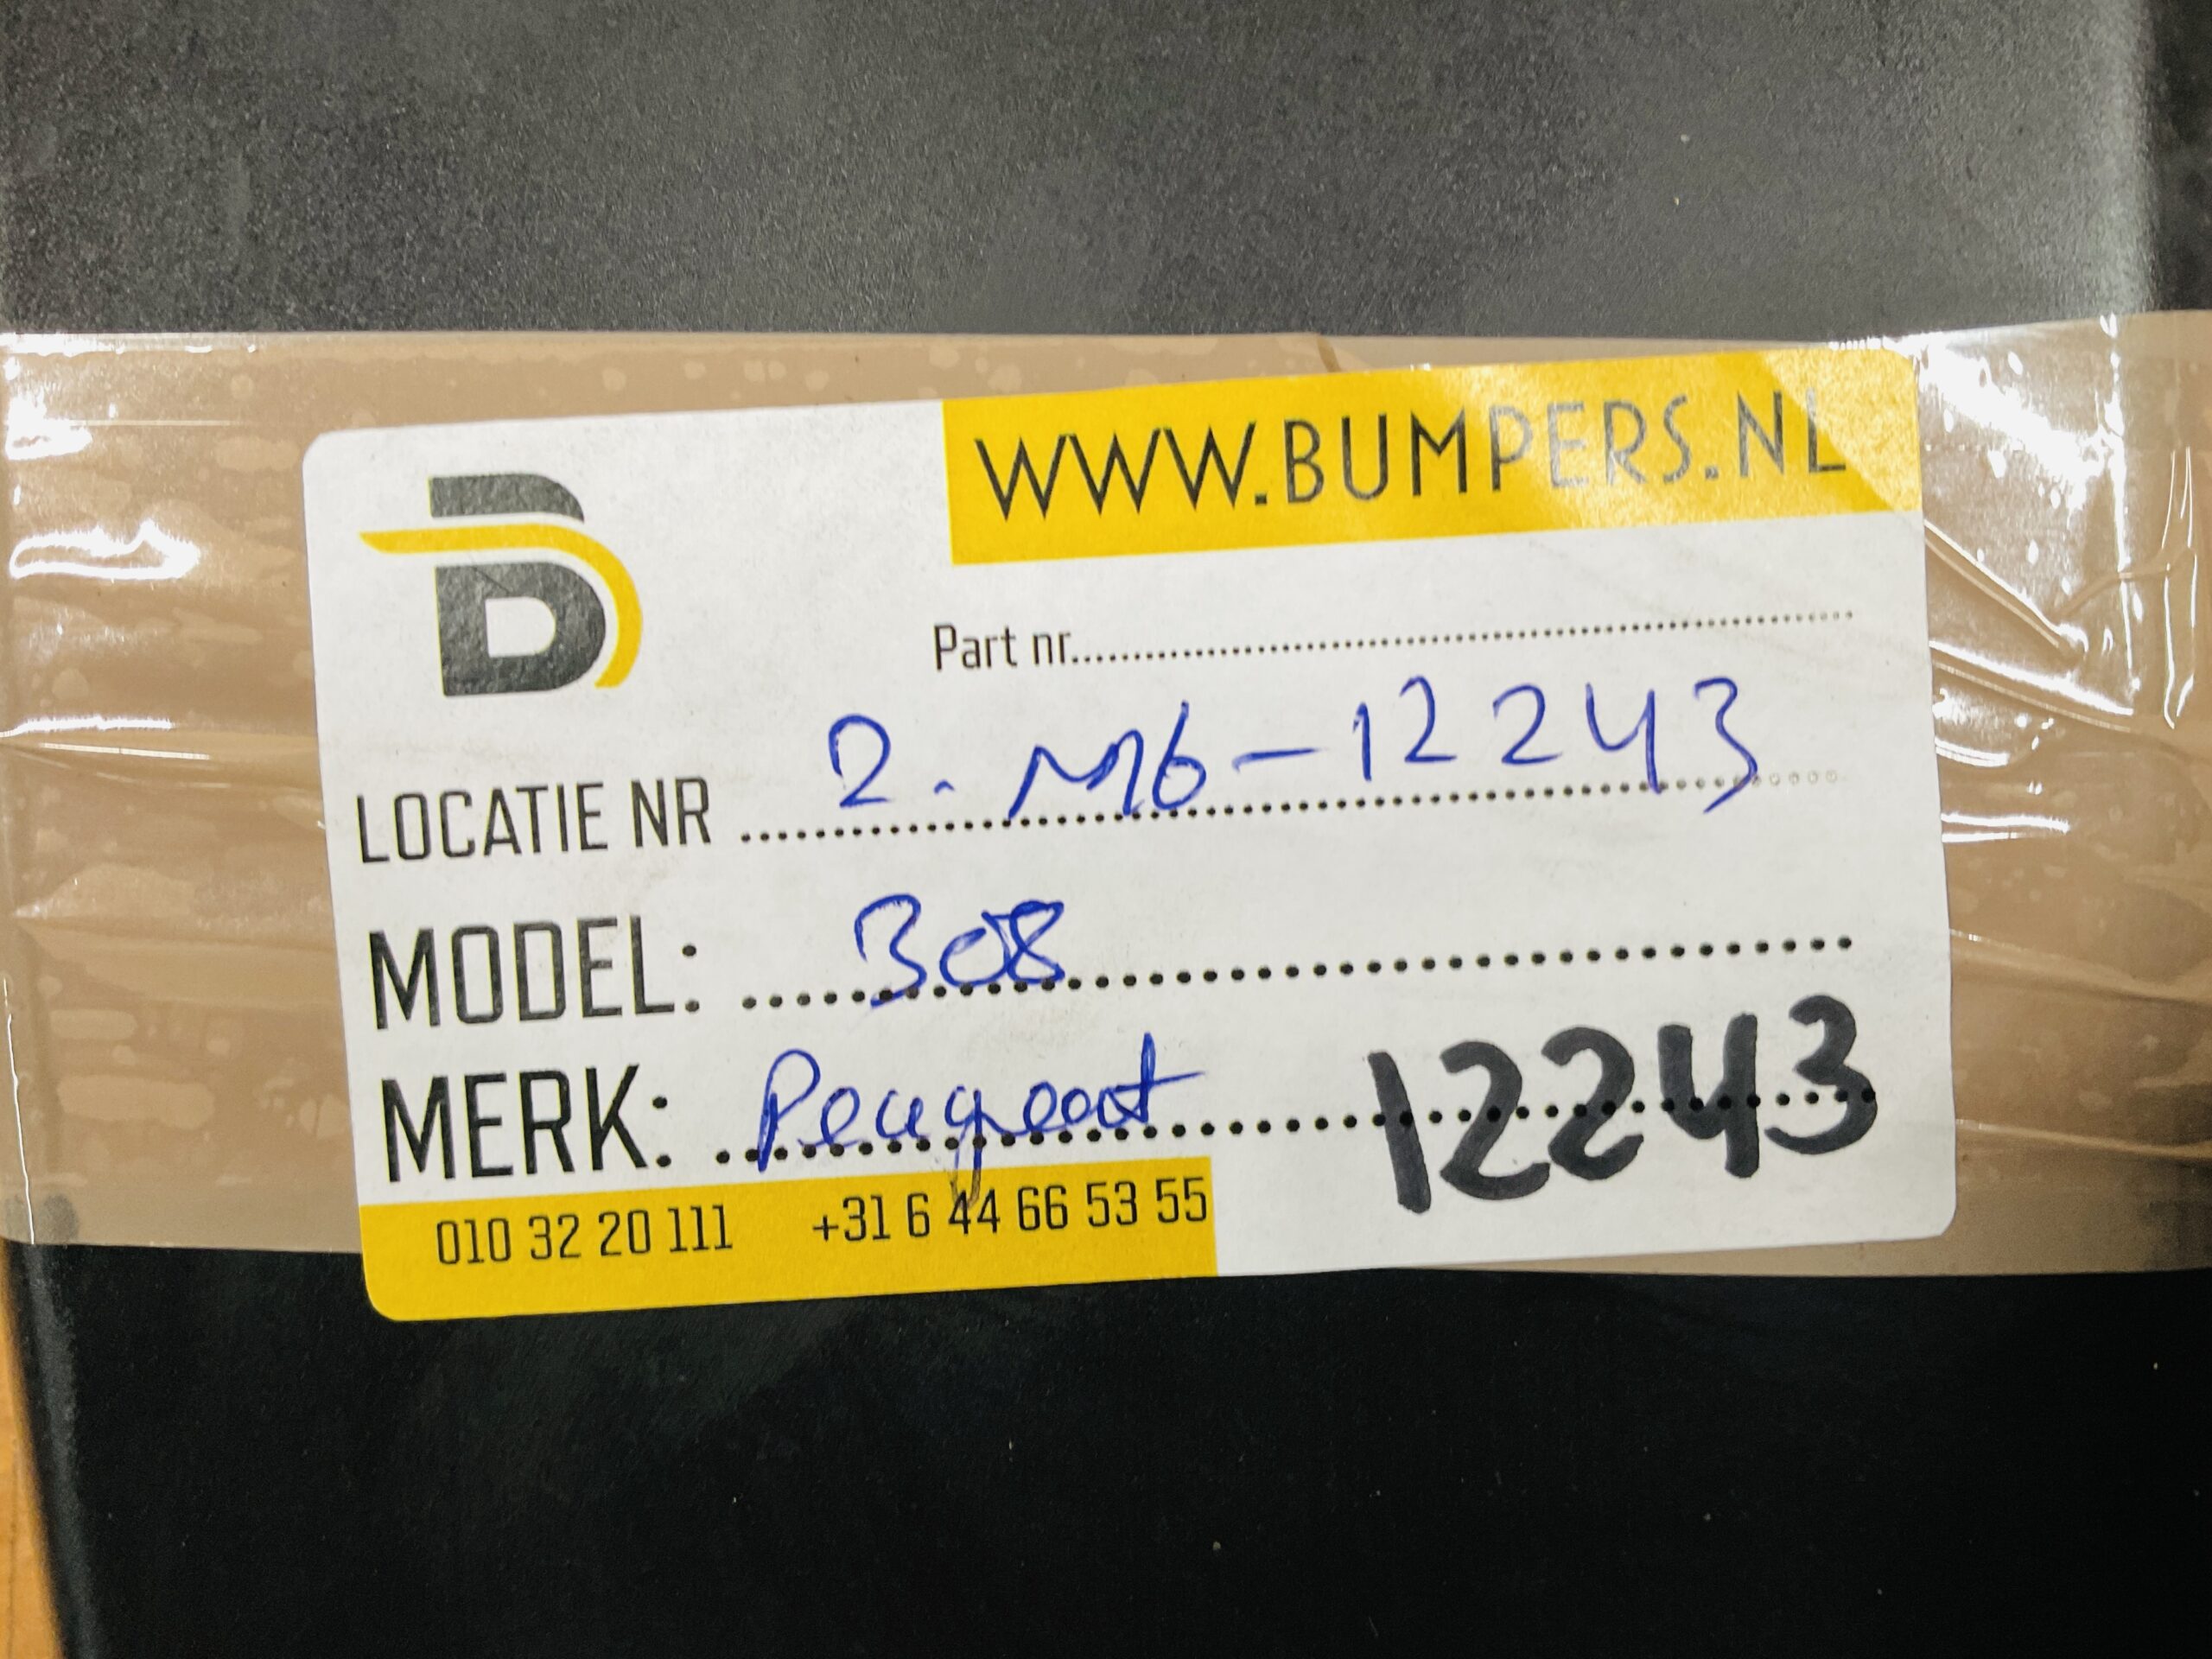 WWW.BUMPERS.NL
B
Part nr..........
LOCATIE NR 2. M6-12243
MODEL: 308
MERK: Peugeot 12243
010 32 20 111 +31 6 44 66 53 55